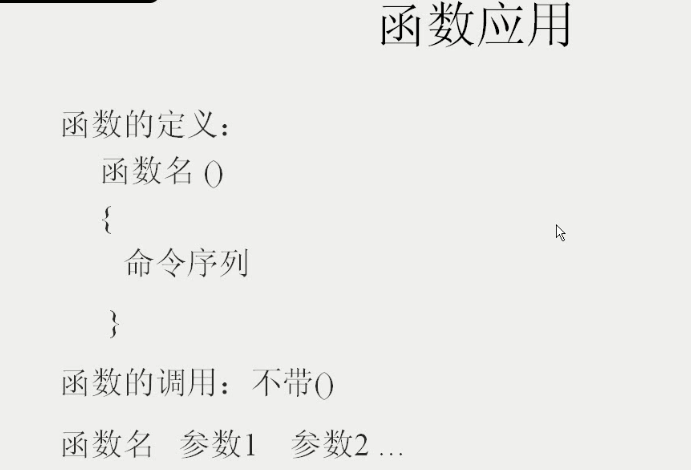 函数应用
函数的定义：
函数名 ()
{
命令序列
}
函数的调用：不带()
函数名 参数1 参数2 ...